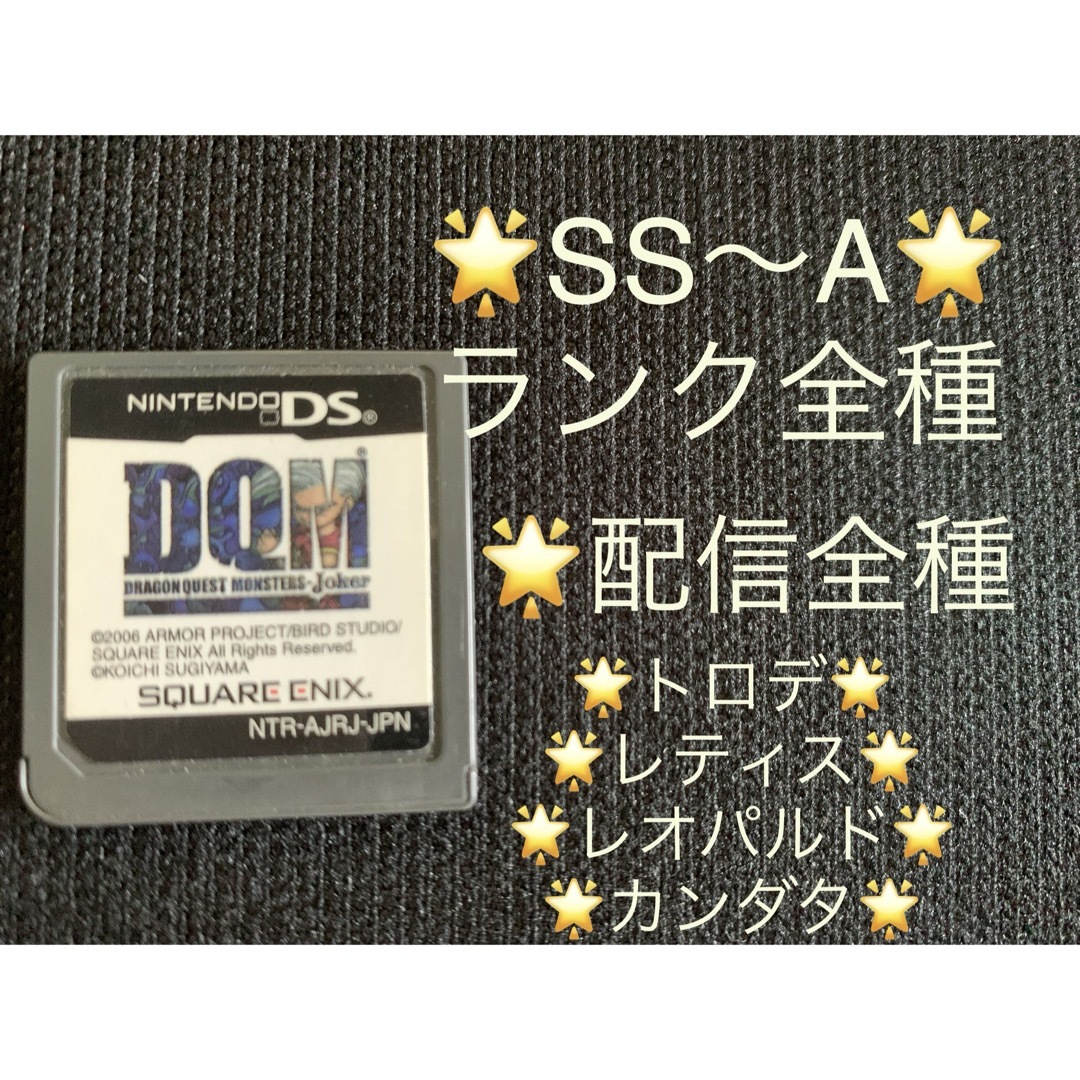 🌟SS〜A🌟
ランク全種
🌟配信全種
🌟トロデ🌟
🌟レティス🌟
🌟レオパルド🌟
🌟カンダタ🌟
NINTENDO DS®
DQM®
DRAGON QUEST MONSTERS-Joker
©2006 ARMOR PROJECT/BIRD STUDIO/
SQUARE ENIX All Rights Reserved.
©KOICHI SUGIYAMA
SQUARE ENIX.
NTR-AJRJ-JPN